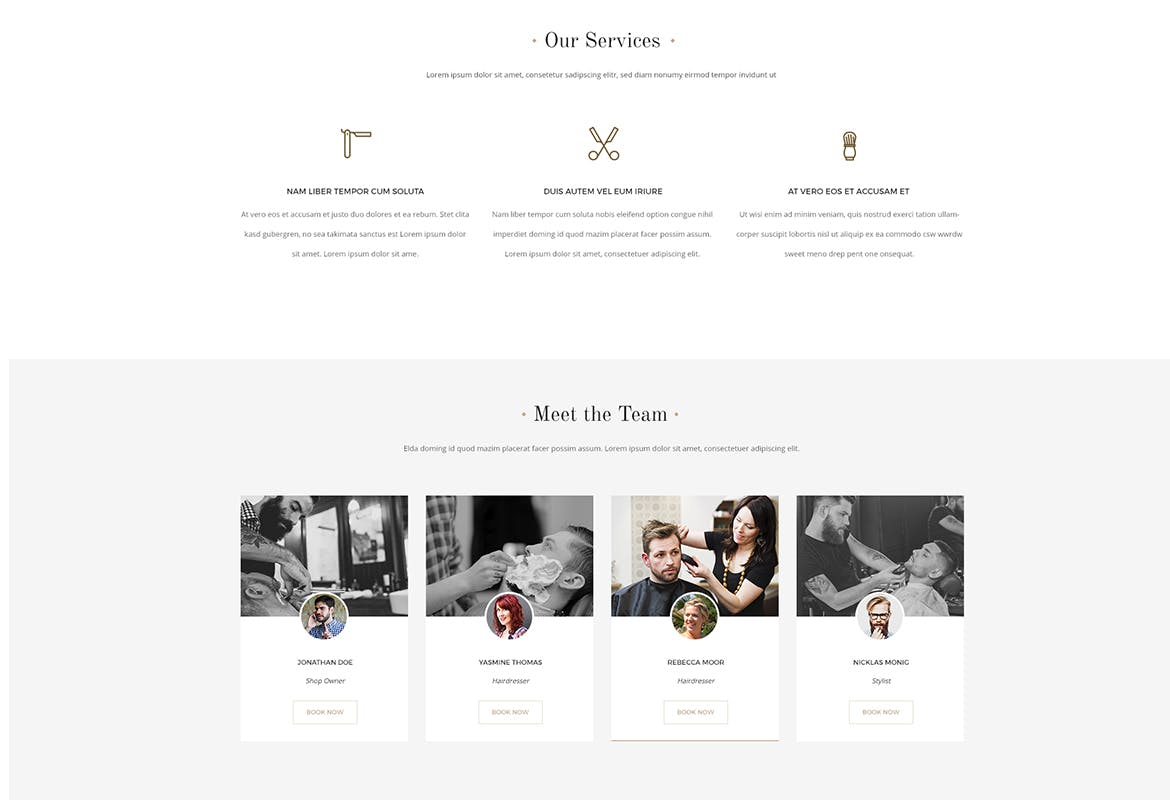 Our Services
Lorem ipsum dolor sit amet, consetetur sadipscing elitr, sed diam nonumy eirmod tempor invidunt ut
NAM LIBER TEMPOR CUM SOLUTA
At vero eos et accusam et justo duo dolores et ea rebum. Stet clita
kasd gubergren, no sea takimata sanctus est Lorem ipsum dolor
sit amet. Lorem ipsum dolor sit ame.
DUIS AUTEM VEL EUM IRIURE
Nam liber tempor cum soluta nobis eleifend option congue nihil
imperdiet doming id quod mazim placerat facer possim assum.
Lorem ipsum dolor sit amet, consectetuer adipiscing elit.
AT VERO EOS ET ACCUSAM ET
Ut wisi enim ad minim veniam, quis nostrud exerci tation ullam-
corper suscipit lobortis nisl ut aliquip ex ea commodo csw wwrdw
sweet meno drep pent one onsequat.
Meet the Team
Elda doming id quod mazim placerat facer possim assum. Lorem ipsum dolor sit amet, consectetuer adipiscing elit.
JONATHAN DOE
Shop Owner
BOOK NOW
YASMINE THOMAS
Hairdresser
BOOK NOW
REBECCA MOOR
Hairdresser
BOOK NOW
NICKLAS MONIG
Stylist
BOOK NOW